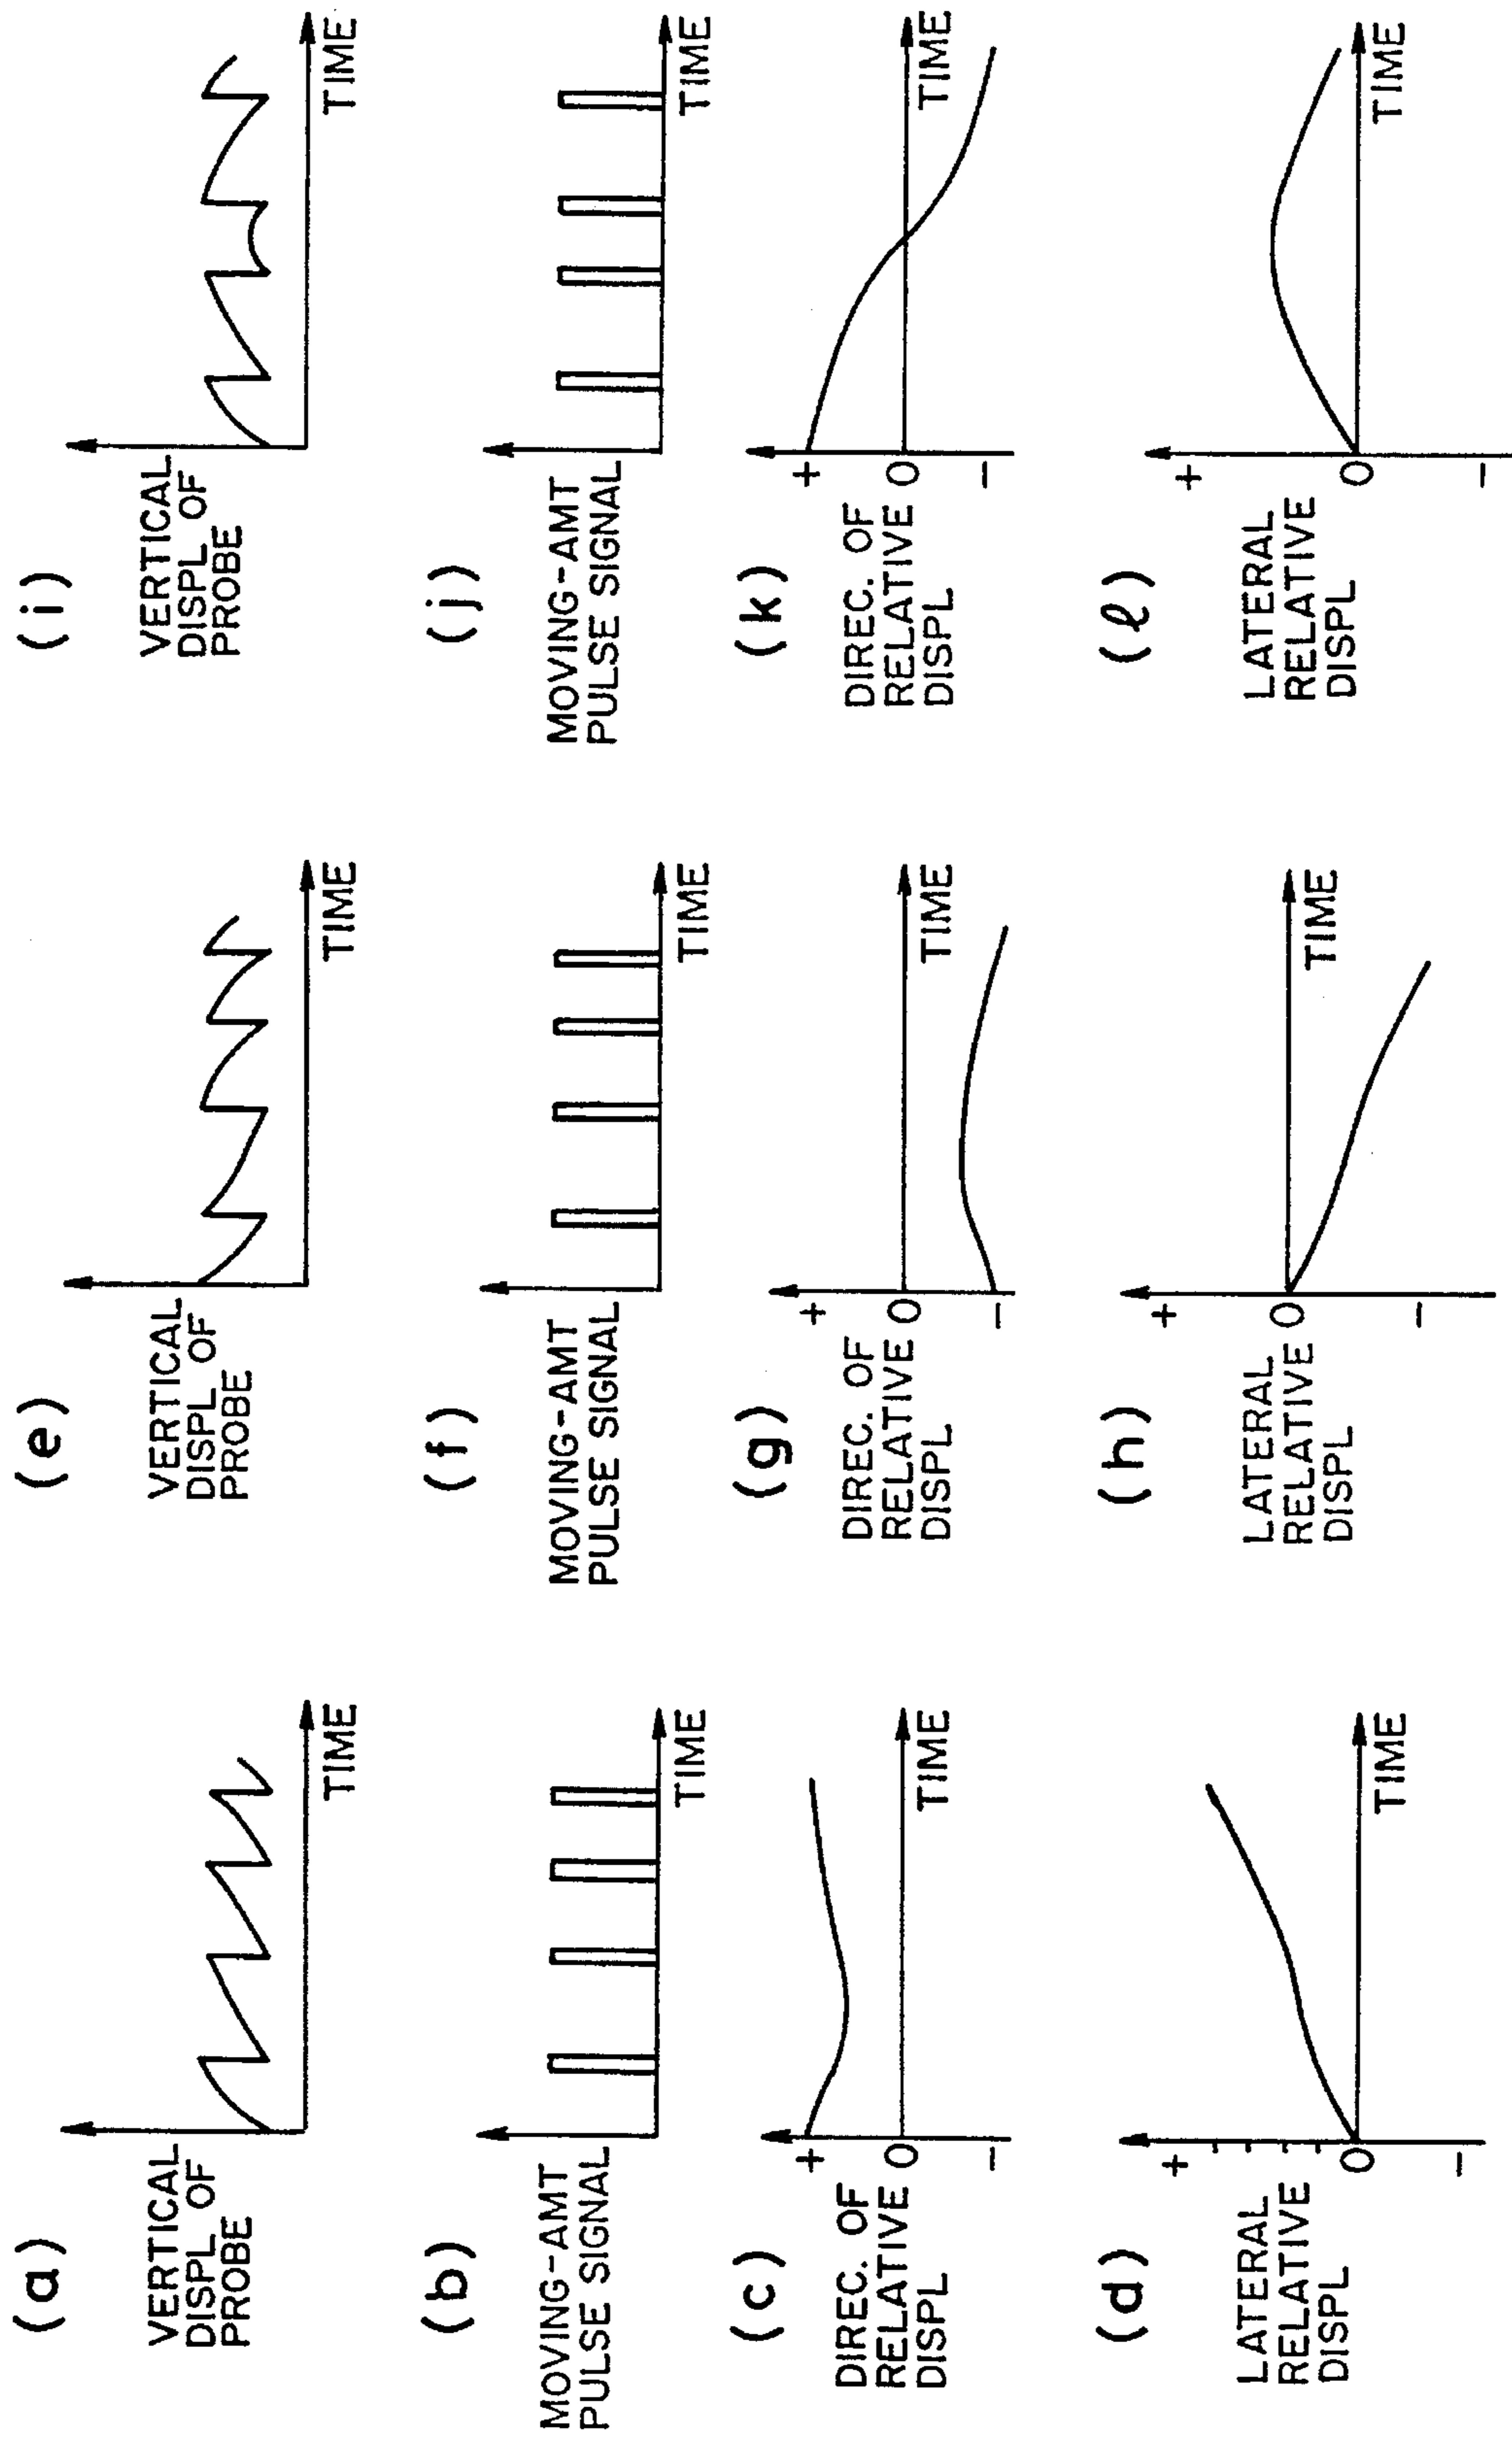 (a)
VERTICAL
DISPL OF
PROBE
TIME
(b)
MOVING-AMT
PULSE SIGNAL
TIME
(c)
DIREC. OF
RELATIVE
DISPL
+
0
-
TIME
(d)
LATERAL
RELATIVE
DISPL
+
0
-
TIME
(e)
VERTICAL
DISPL OF
PROBE
TIME
(f)
MOVING-AMT
PULSE SIGNAL
TIME
(g)
DIREC. OF
RELATIVE
DISPL
+
0
-
TIME
(h)
LATERAL
RELATIVE
DISPL
+
0
-
TIME
(i)
VERTICAL
DISPL OF
PROBE
TIME
(j)
MOVING-AMT
PULSE SIGNAL
TIME
(k)
DIREC. OF
RELATIVE
DISPL
+
0
-
TIME
(ℓ)
LATERAL
RELATIVE
DISPL
+
0
-
TIME